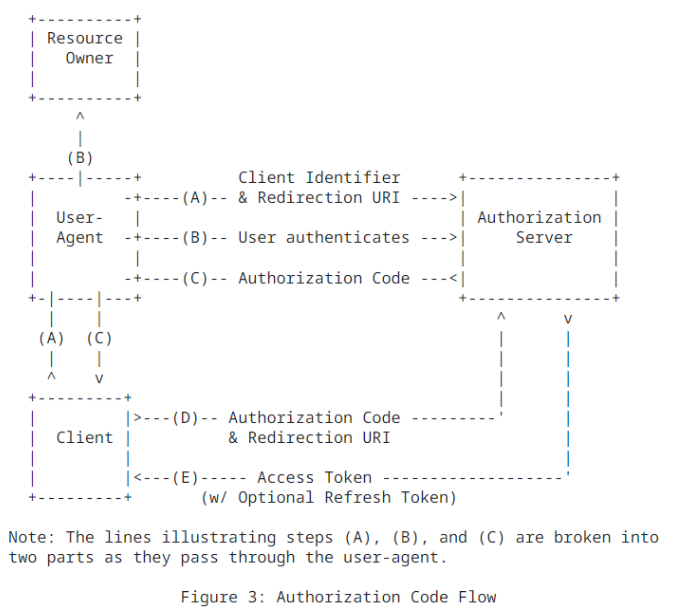 +----------+
| Resource |
|   Owner  |
|          |
+----------+
     ^
     |
    (B)
+----|-----+          Client Identifier      +---------------+
|         -+----(A)-- & Redirection URI ---->|               |
|  User-   |                                 | Authorization |
|  Agent  -+----(B)-- User authenticates --->|     Server    |
|          |                                 |               |
|         -+----(C)-- Authorization Code ---<|               |
+-|----|---+                                 +---------------+
  |    |                                         ^      v
 (A)  (C)                                        |      |
  |    |                                         |      |
  ^    v                                         |      |
+---------+                                      |      |
|         |>---(D)-- Authorization Code ---------'      |
|  Client |          & Redirection URI                  |
|         |                                             |
|         |<---(E)----- Access Token -------------------'
+---------+       (w/ Optional Refresh Token)
Note: The lines illustrating steps (A), (B), and (C) are broken into
two parts as they pass through the user-agent.
Figure 3: Authorization Code Flow